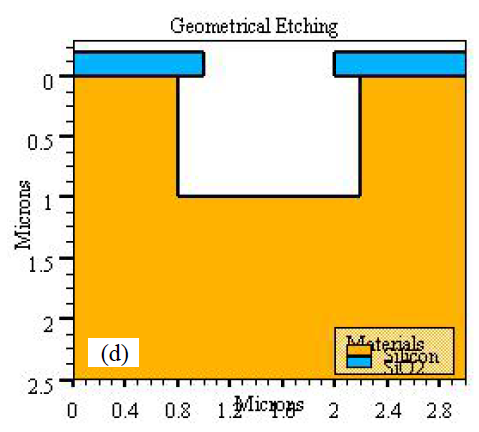 Geometrical Etching
0
0.5
1
1.5
2
2.5
Microns
(d)
Materials
Silicon
SiO2
0 0.4 0.8 1.2 1.6 2 2.4 2.8
Microns